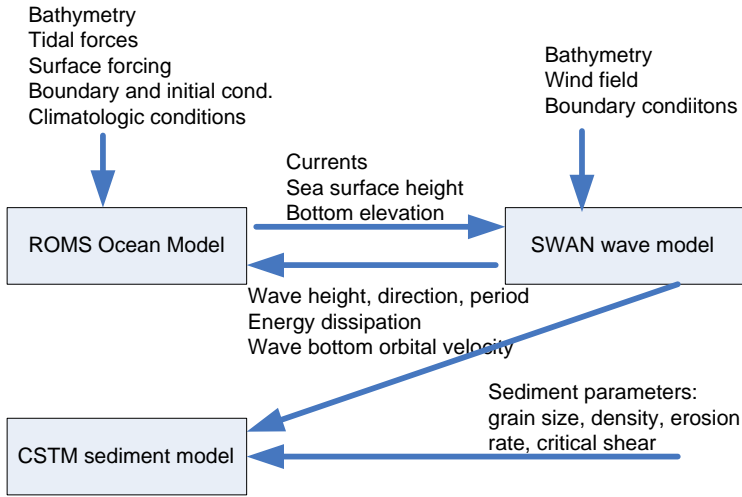 Bathymetry
Tidal forces
Surface forcing
Boundary and initial cond.
Climatologic conditions
Bathymetry
Wind field
Boundary condiitons
Currents
Sea surface height
Bottom elevation
ROMS Ocean Model
SWAN wave model
Wave height, direction, period
Energy dissipation
Wave bottom orbital velocity
Sediment parameters:
grain size, density, erosion
rate, critical shear
CSTM sediment model